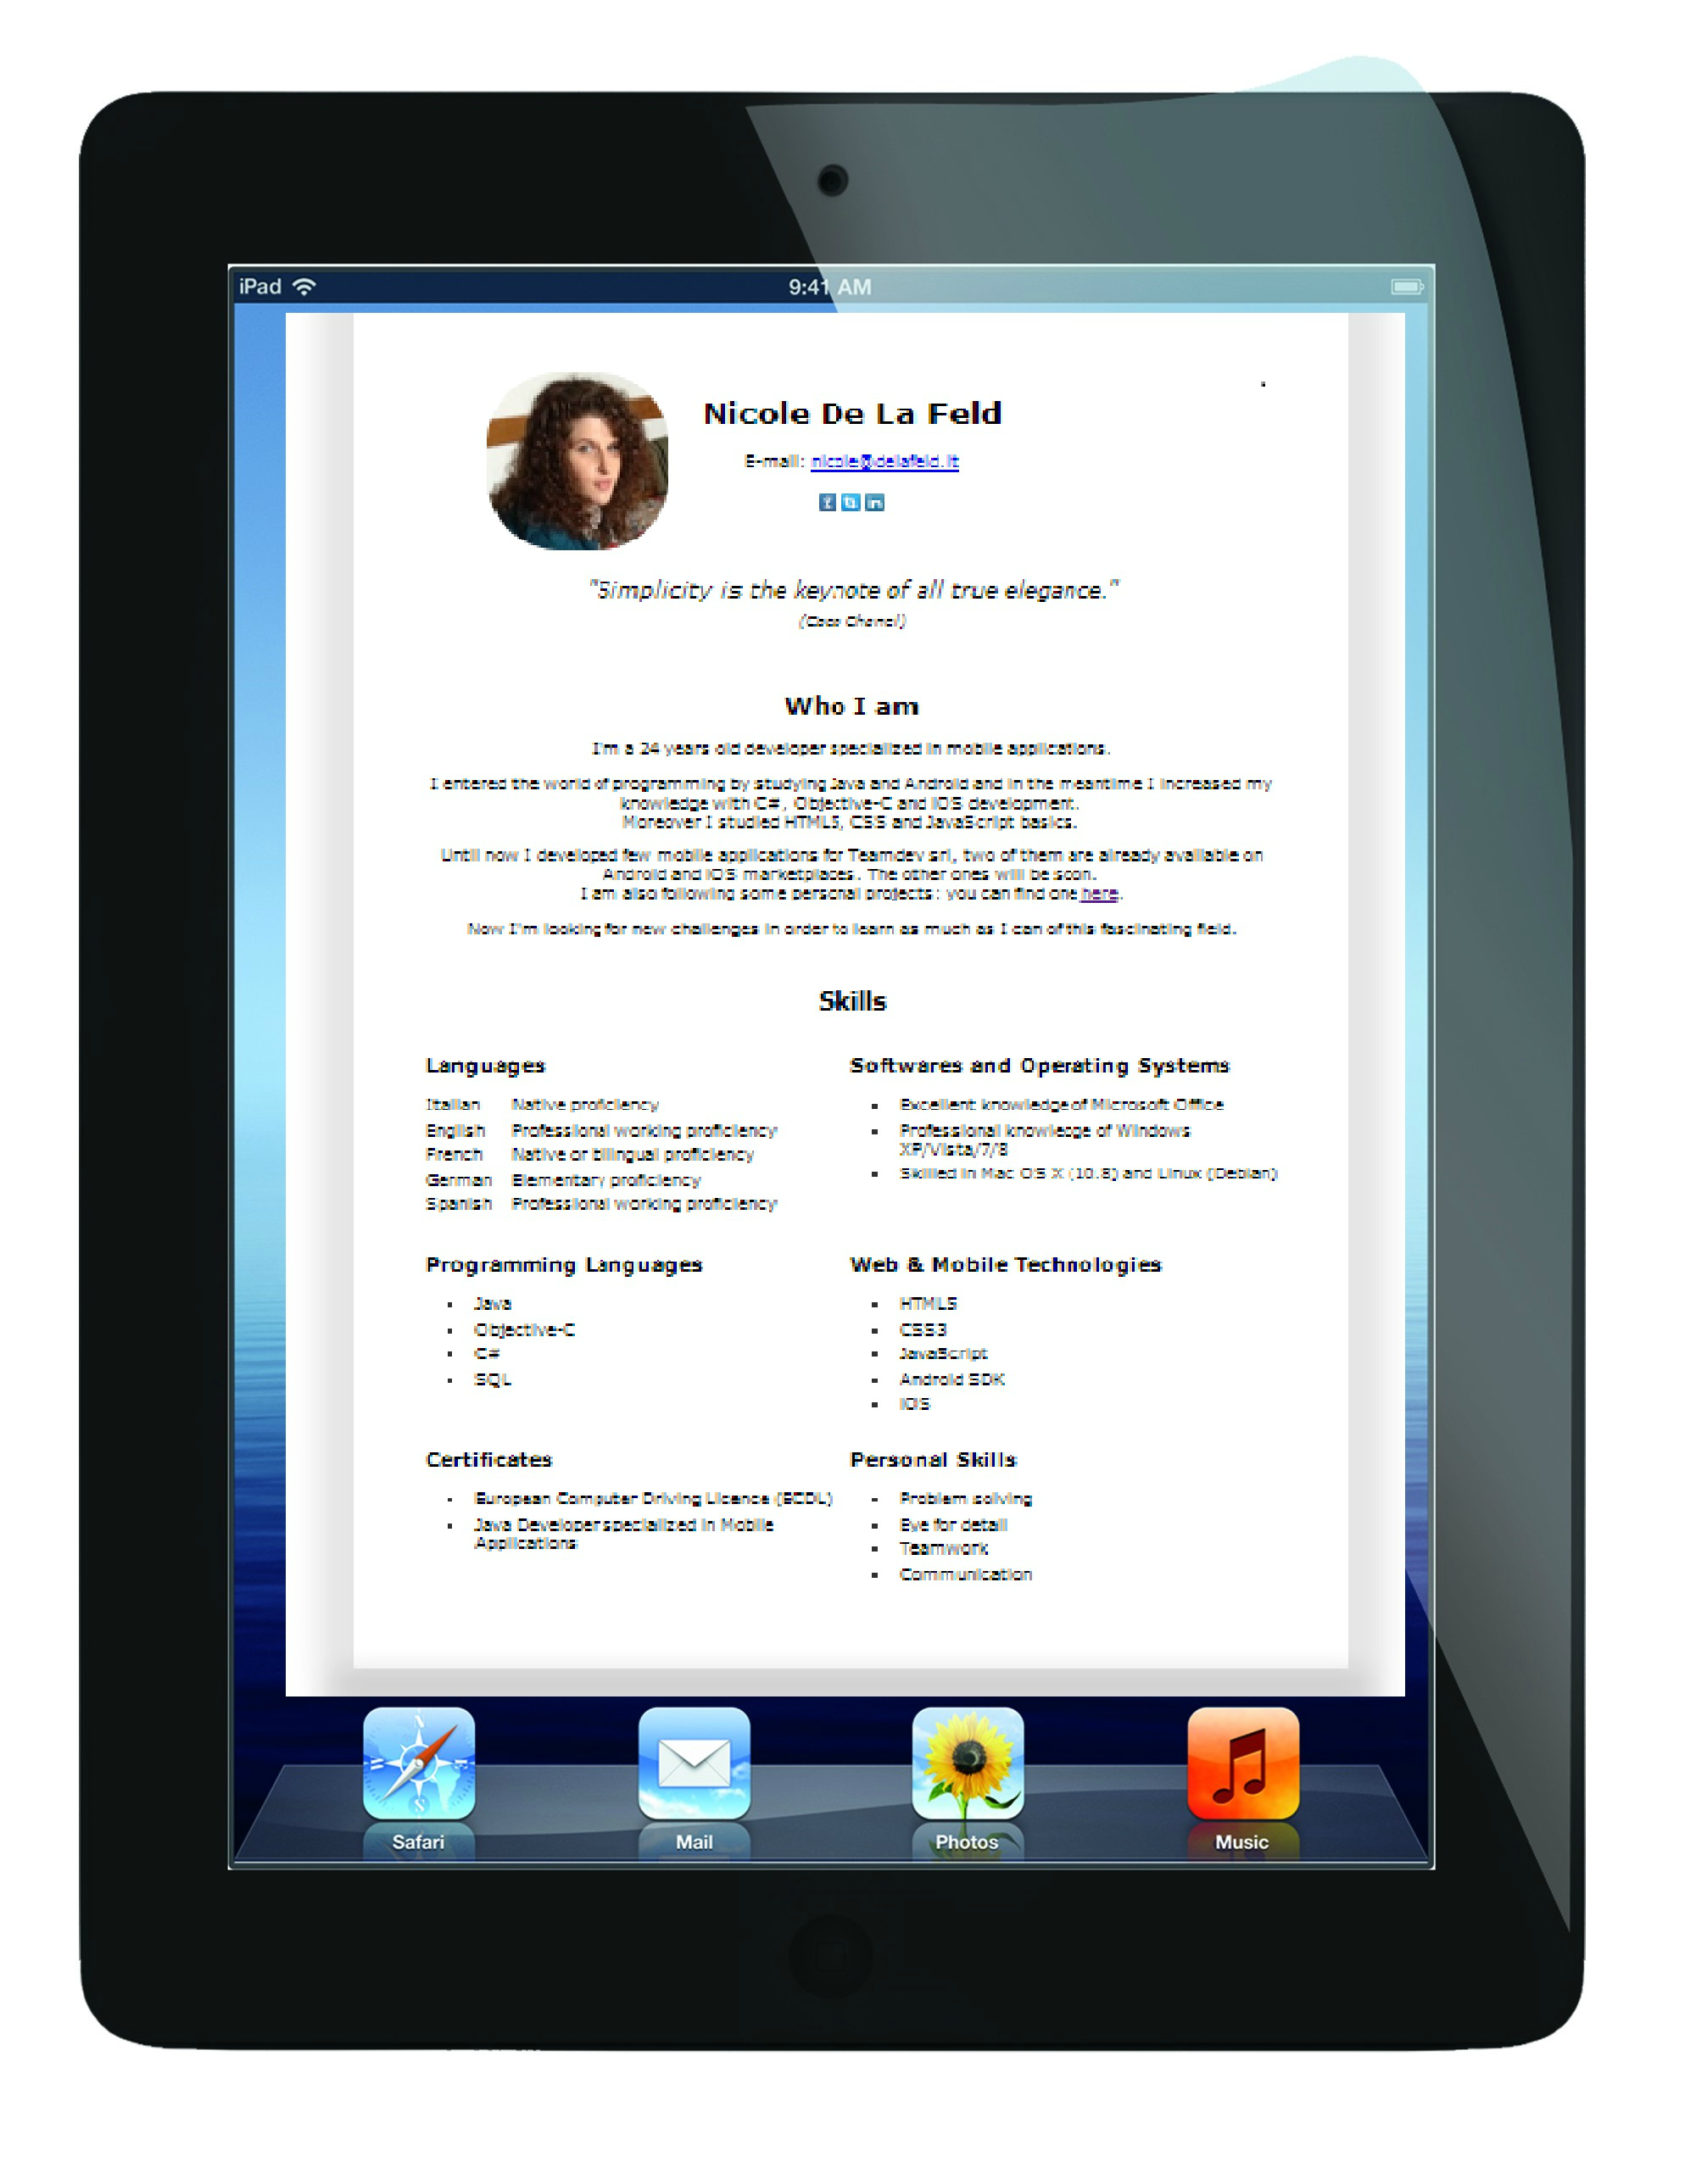 iPad 9:41 AM
Nicole De La Feld
E-mail: nicole@delafeld.it
"Simplicity is the keynote of all true elegance."
(Coco Chanel)
Who I am
I'm a 24 years old developer specialized in mobile applications.
I entered the world of programming by studying Java and Android and in the meantime I increased my
knowledge with C#, Objective-C and iOS development.
Moreover I studied HTML5, CSS and JavaScript basics.
Until now I developed few mobile applications for Teamdev srl, two of them are already available on
Android and iOS marketplaces. The other ones will be soon.
I am also following some personal projects: you can find one here.
Now I'm looking for new challenges in order to learn as much as I can of this fascinating field.
Skills
Languages
Italian Native proficiency
English Professional working proficiency
French Native or bilingual proficiency
German Elementary proficiency
Spanish Professional working proficiency
Softwares and Operating Systems
Excellent knowledge of Microsoft Office
Professional knowledge of Windows
XP/Vista/7/8
Skilled in Mac OS X (10.8) and Linux (Debian)
Programming Languages
Java
Objective-C
C#
SQL
Web & Mobile Technologies
HTML5
CSS3
JavaScript
Android SDK
iOS
Certificates
European Computer Driving Licence (ECDL)
Java Developer specialized in Mobile
Applications
Personal Skills
Problem solving
Eye for detail
Teamwork
Communication
Safari Mail Photos Music